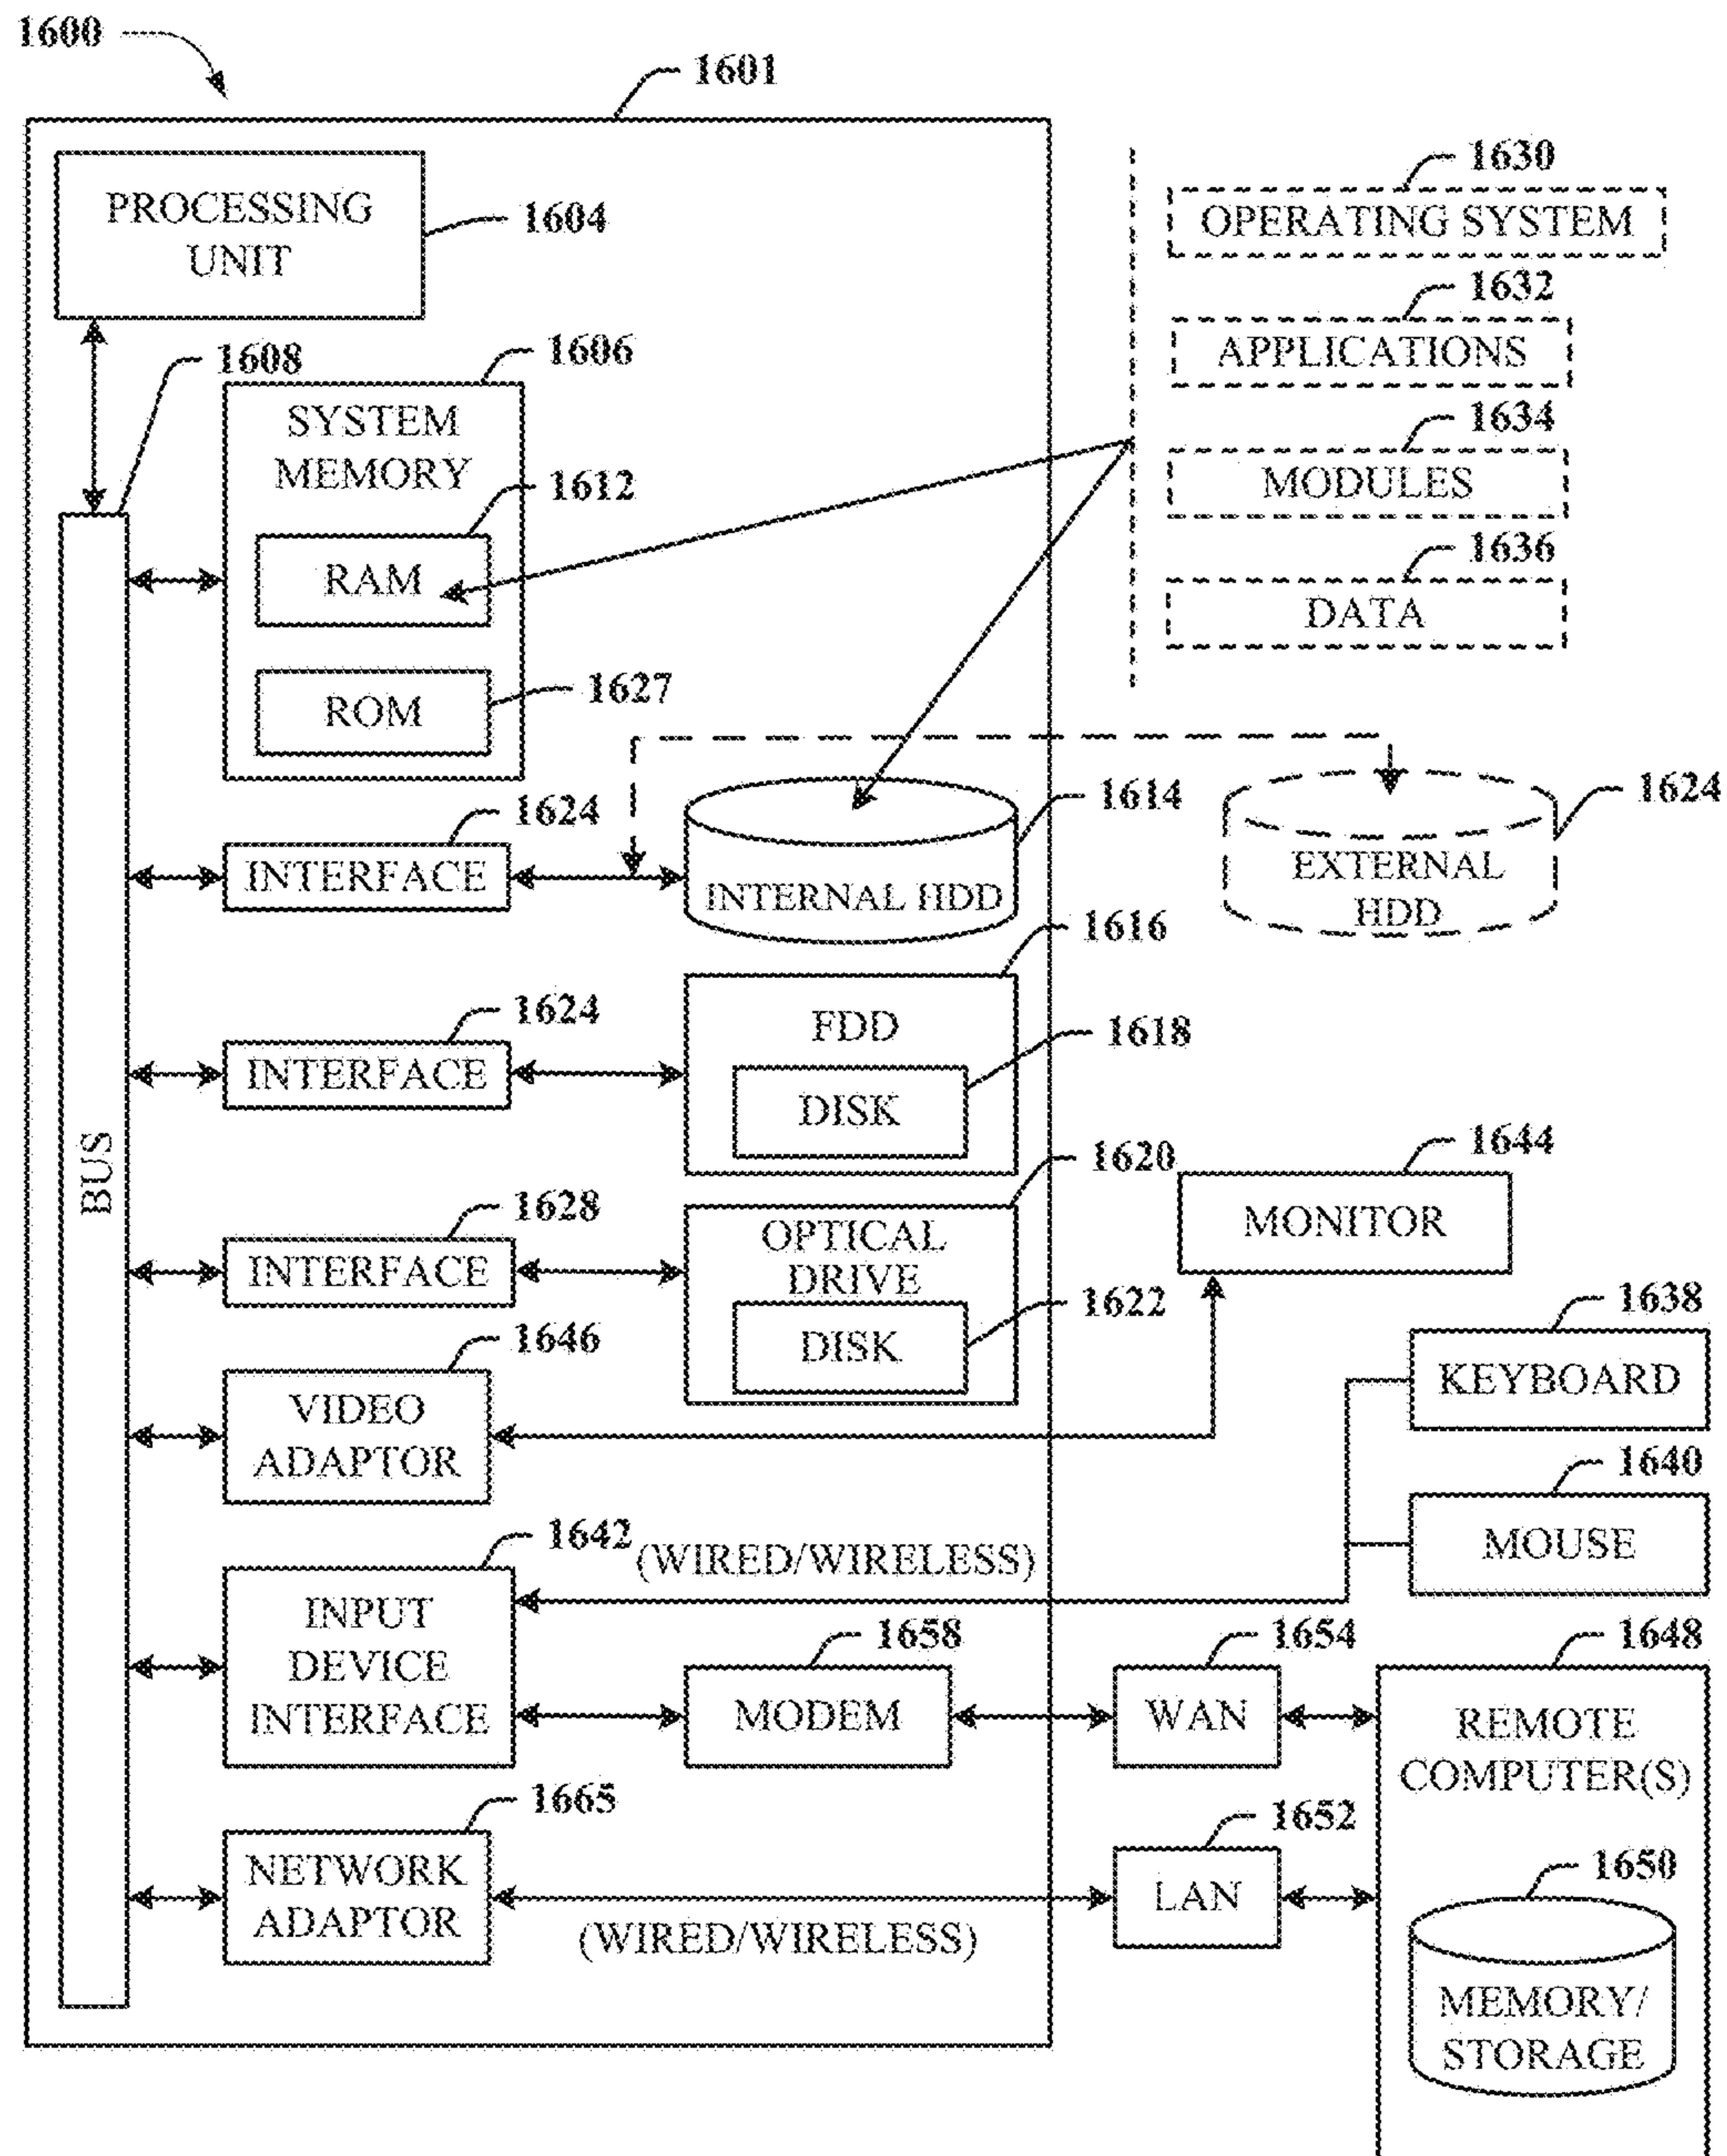 1600
1601
PROCESSING
UNIT
1604
1630
OPERATING SYSTEM
1632
APPLICATIONS
1634
MODULES
1636
DATA
1608
1606
SYSTEM
MEMORY
1612
RAM
ROM
1627
1624
INTERFACE
1614
INTERNAL HDD
1624
EXTERNAL
HDD
1616
FDD
1618
DISK
1624
INTERFACE
BUS
1620
OPTICAL
DRIVE
1622
DISK
1628
INTERFACE
1644
MONITOR
1638
KEYBOARD
1640
MOUSE
1646
VIDEO
ADAPTOR
1642
(WIRED/WIRELESS)
INPUT
DEVICE
INTERFACE
1658
MODEM
1654
WAN
1648
REMOTE
COMPUTER(S)
1665
NETWORK
ADAPTOR
(WIRED/WIRELESS)
1652
LAN
1650
MEMORY/
STORAGE